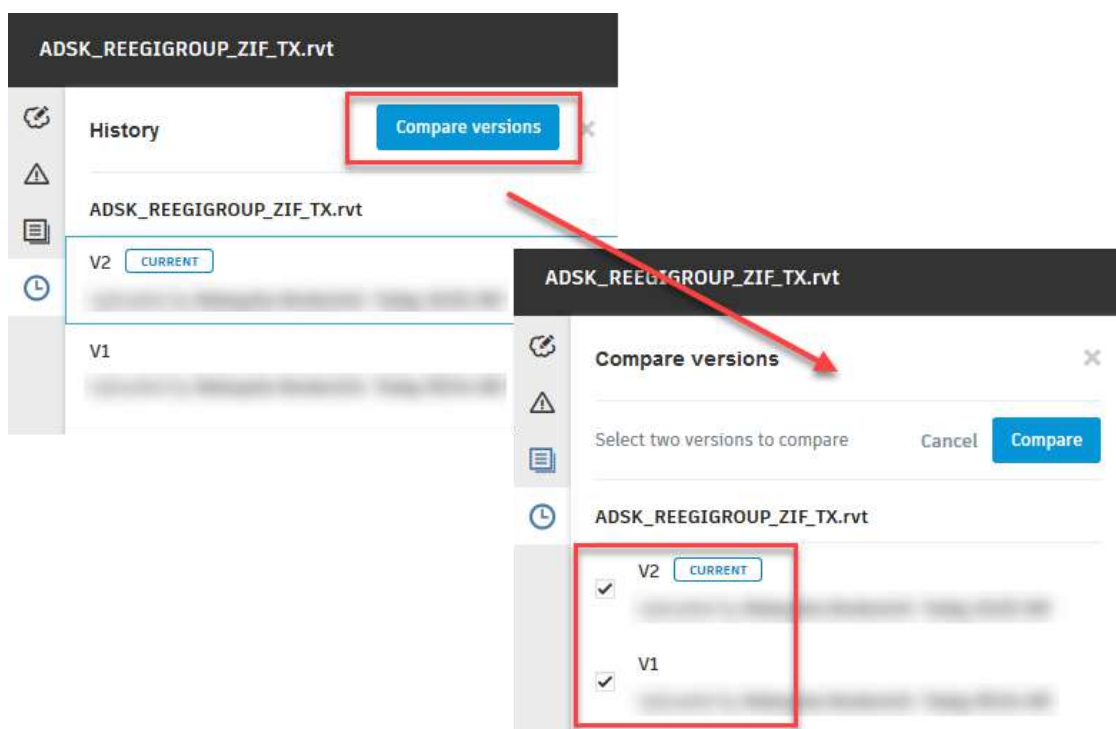 ADSK_REEGIGROUP_ZIF_TX.rvt
History
Compare versions
ADSK_REEGIGROUP_ZIF_TX.rvt
V2 CURRENT
V1
ADSK_REEGIGROUP_ZIF_TX.rvt
Compare versions
Select two versions to compare
Cancel
Compare
ADSK_REEGIGROUP_ZIF_TX.rvt
V2 CURRENT
V1